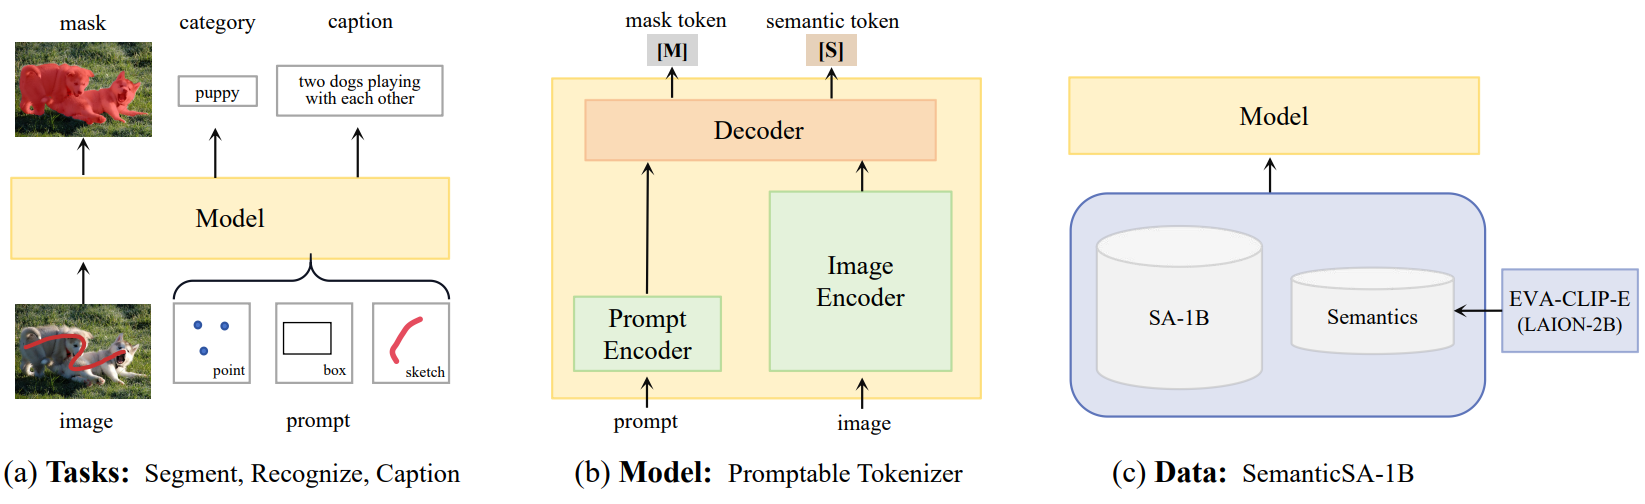 mask
category
caption
puppy
two dogs playing
with each other
Model
point
box
sketch
image
prompt
(a) Tasks: Segment, Recognize, Caption
mask token
semantic token
[M]
[S]
Decoder
Prompt
Encoder
Image
Encoder
prompt
image
(b) Model: Promptable Tokenizer
Model
SA-1B
Semantics
EVA-CLIP-E
(LAION-2B)
(c) Data: SemanticSA-1B